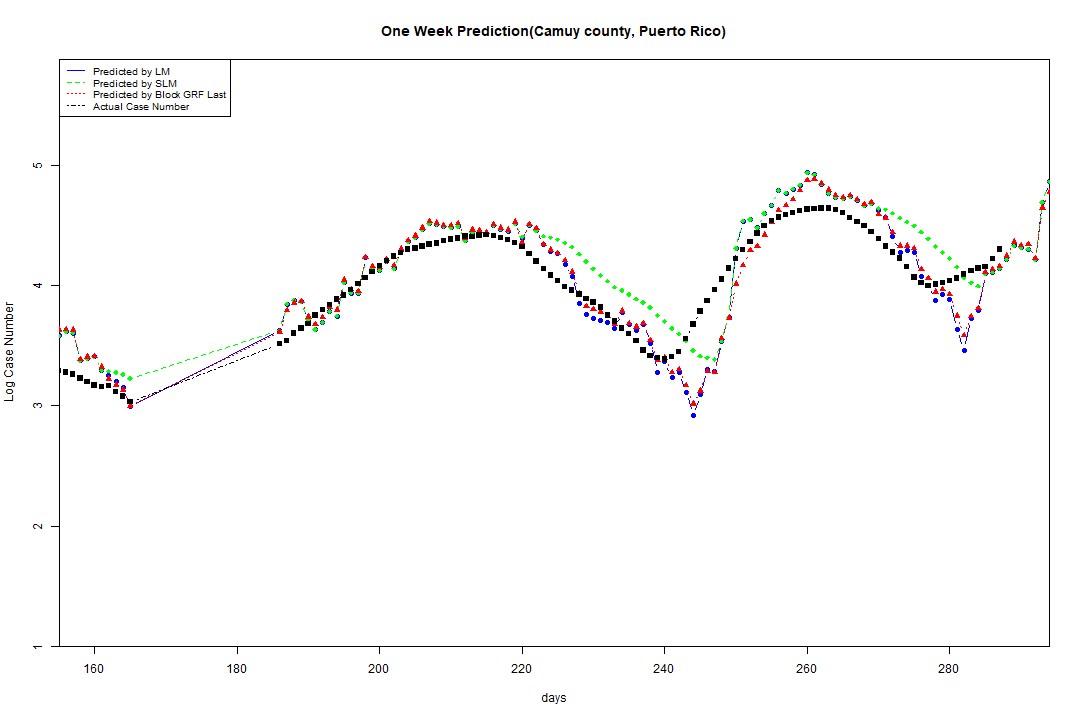 One Week Prediction(Camuy county, Puerto Rico)
Predicted by LM
Predicted by SLM
Predicted by Block GRF Last
Actual Case Number
5
4
3
2
1
Log Case Number
160 180 200 220 240 260 280
days